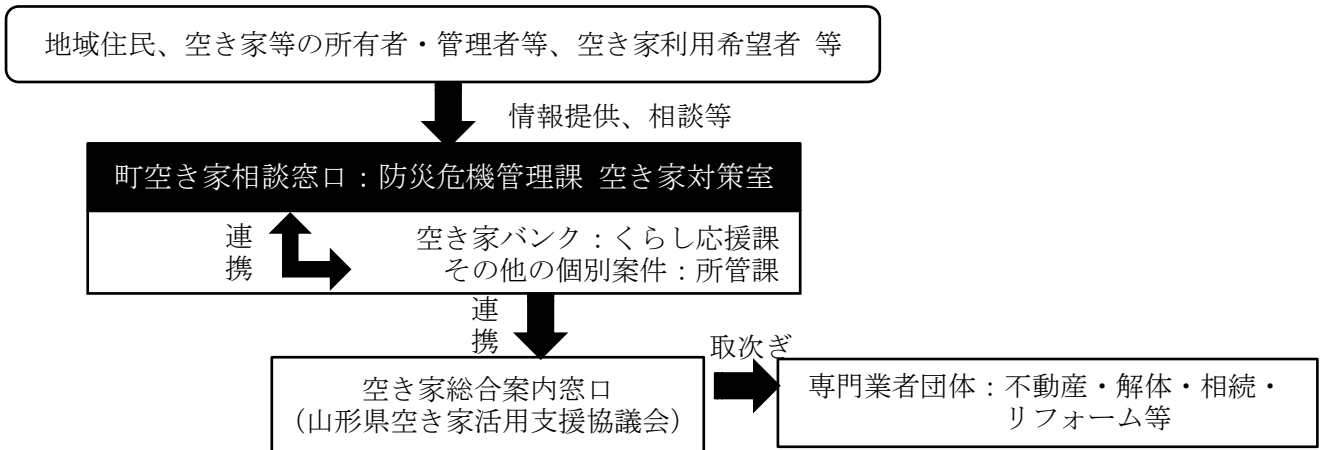 地域住民、空き家等の所有者・管理者等、空き家利用希望者 等
情報提供、相談等
町空き家相談窓口：防災危機管理課 空き家対策室
連携
空き家バンク：くらし応援課
その他の個別案件：所管課
連携
取次ぎ
空き家総合案内窓口
（山形県空き家活用支援協議会）
専門業者団体：不動産・解体・相続・
リフォーム等